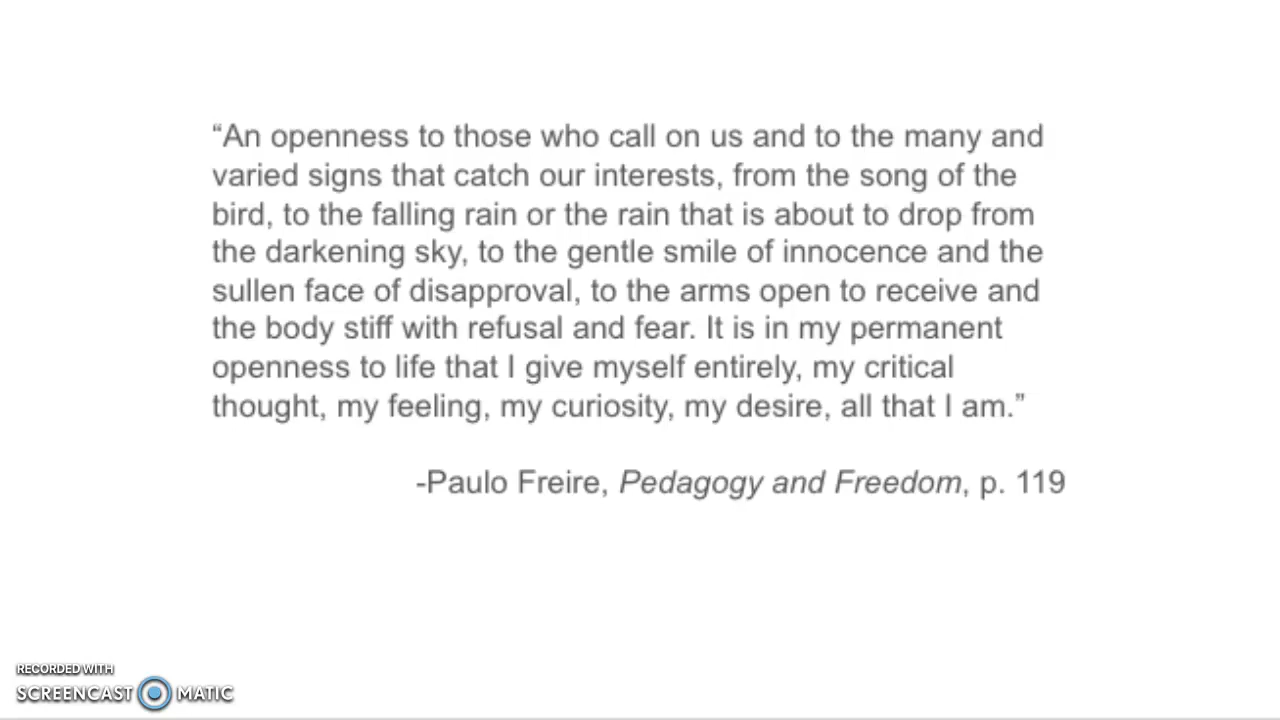 “An openness to those who call on us and to the many and
varied signs that catch our interests, from the song of the
bird, to the falling rain or the rain that is about to drop from
the darkening sky, to the gentle smile of innocence and the
sullen face of disapproval, to the arms open to receive and
the body stiff with refusal and fear. It is in my permanent
openness to life that I give myself entirely, my critical
thought, my feeling, my curiosity, my desire, all that I am.”
-Paulo Freire, Pedagogy and Freedom, p. 119
RECORDED WITH
SCREENCAST MATIC